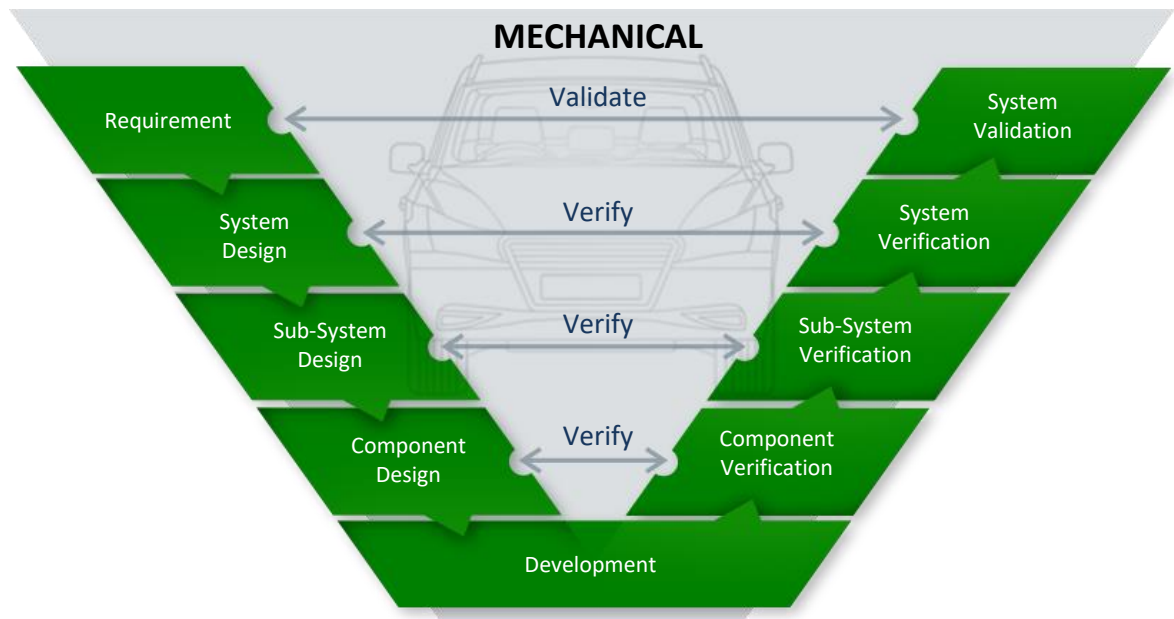 MECHANICAL
Requirement
Validate
System
Validation
System
Design
Verify
System
Verification
Sub-System
Design
Verify
Sub-System
Verification
Component
Design
Verify
Component
Verification
Development